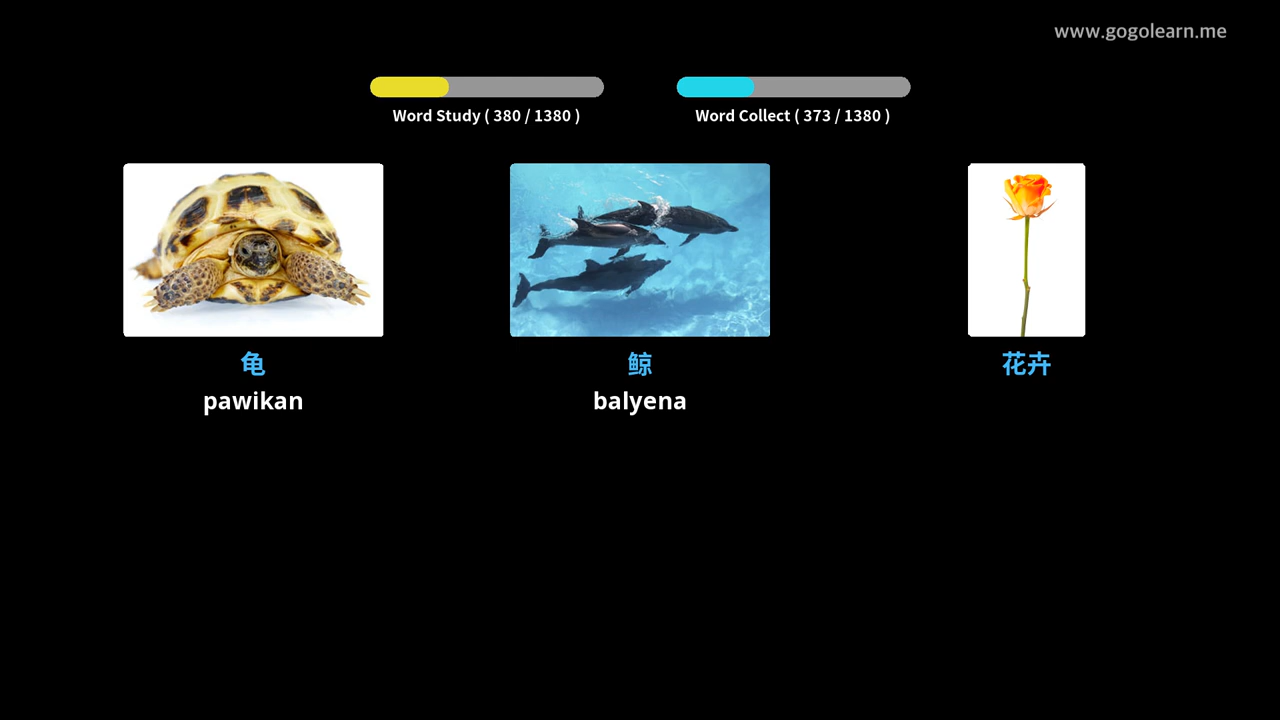 www.gogolearn.me
Word Study ( 380 / 1380 )
Word Collect ( 373 / 1380 )
龟
鲸
花卉
pawikan
balyena